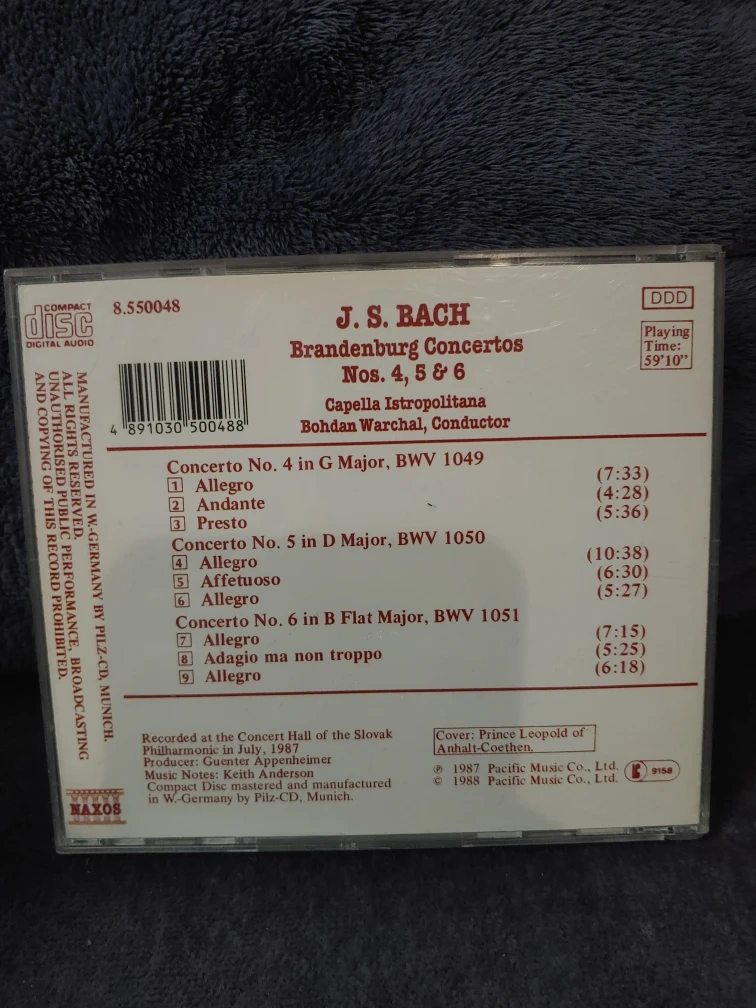 COMPACT
disc
DIGITAL AUDIO
8.550048
J. S. BACH
Brandenburg Concertos
Nos. 4, 5 & 6
Capella Istropolitana
Bohdan Warchal, Conductor
DDD
Playing
Time:
59'10"
4 891030 500488
MANUFACTURED IN W.-GERMANY BY PILZ-CD, MUNICH.
ALL RIGHTS RESERVED.
UNAUTHORISED PUBLIC PERFORMANCE, BROADCASTING
AND COPYING OF THIS RECORD PROHIBITED.
Concerto No. 4 in G Major, BWV 1049
1 Allegro (7:33)
2 Andante (4:28)
3 Presto (5:36)
Concerto No. 5 in D Major, BWV 1050
4 Allegro (10:38)
5 Affetuoso (6:30)
6 Allegro (5:27)
Concerto No. 6 in B Flat Major, BWV 1051
7 Allegro (7:15)
8 Adagio ma non troppo (5:25)
9 Allegro (6:18)
Recorded at the Concert Hall of the Slovak
Philharmonic in July, 1987
Producer: Guenter Appenheimer
Music Notes: Keith Anderson
Compact Disc mastered and manufactured
in W.-Germany by Pilz-CD, Munich.
Cover: Prince Leopold of
Anhalt-Coethen.
℗ 1987 Pacific Music Co., Ltd.
© 1988 Pacific Music Co., Ltd.
9158
NAXOS